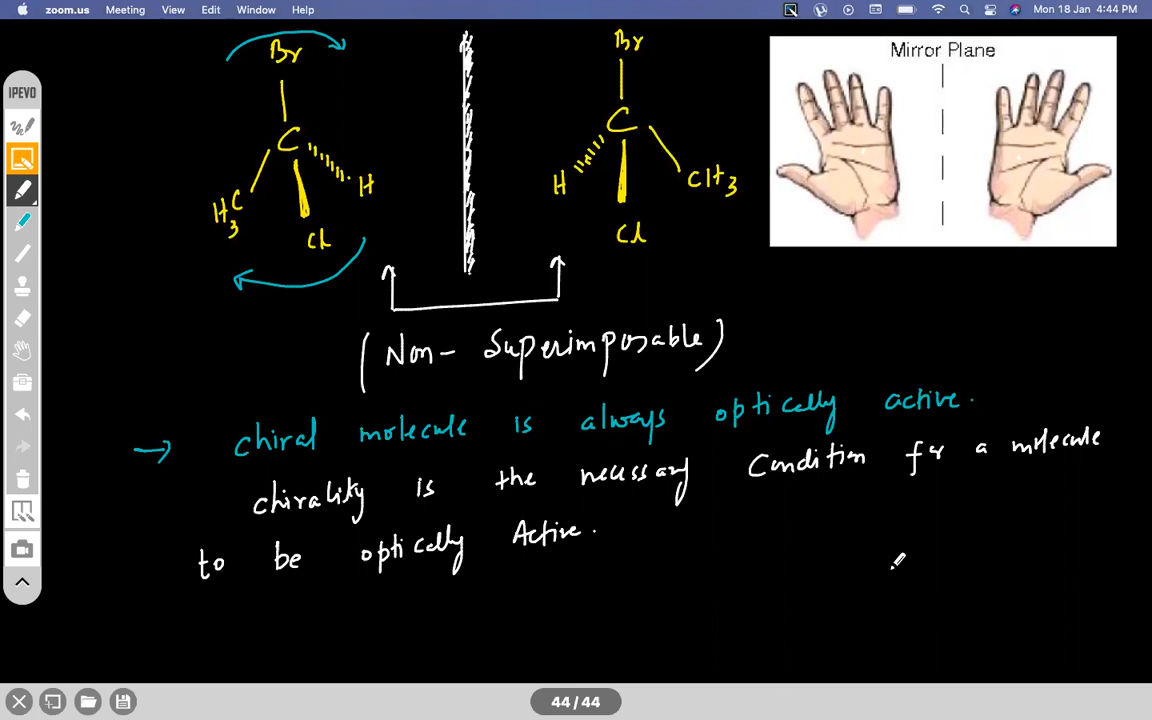 zoom.us Meeting View Edit Window Help Mon 18 Jan 4:44 PM
IPEVO
Mirror Plane
Br Br
C C
H3C H H CH3
Cl Cl
(Non- Superimposable)
→ chiral molecule is always optically active.
chirality is the necessary Condition for a molecule
to be optically Active.
44/44